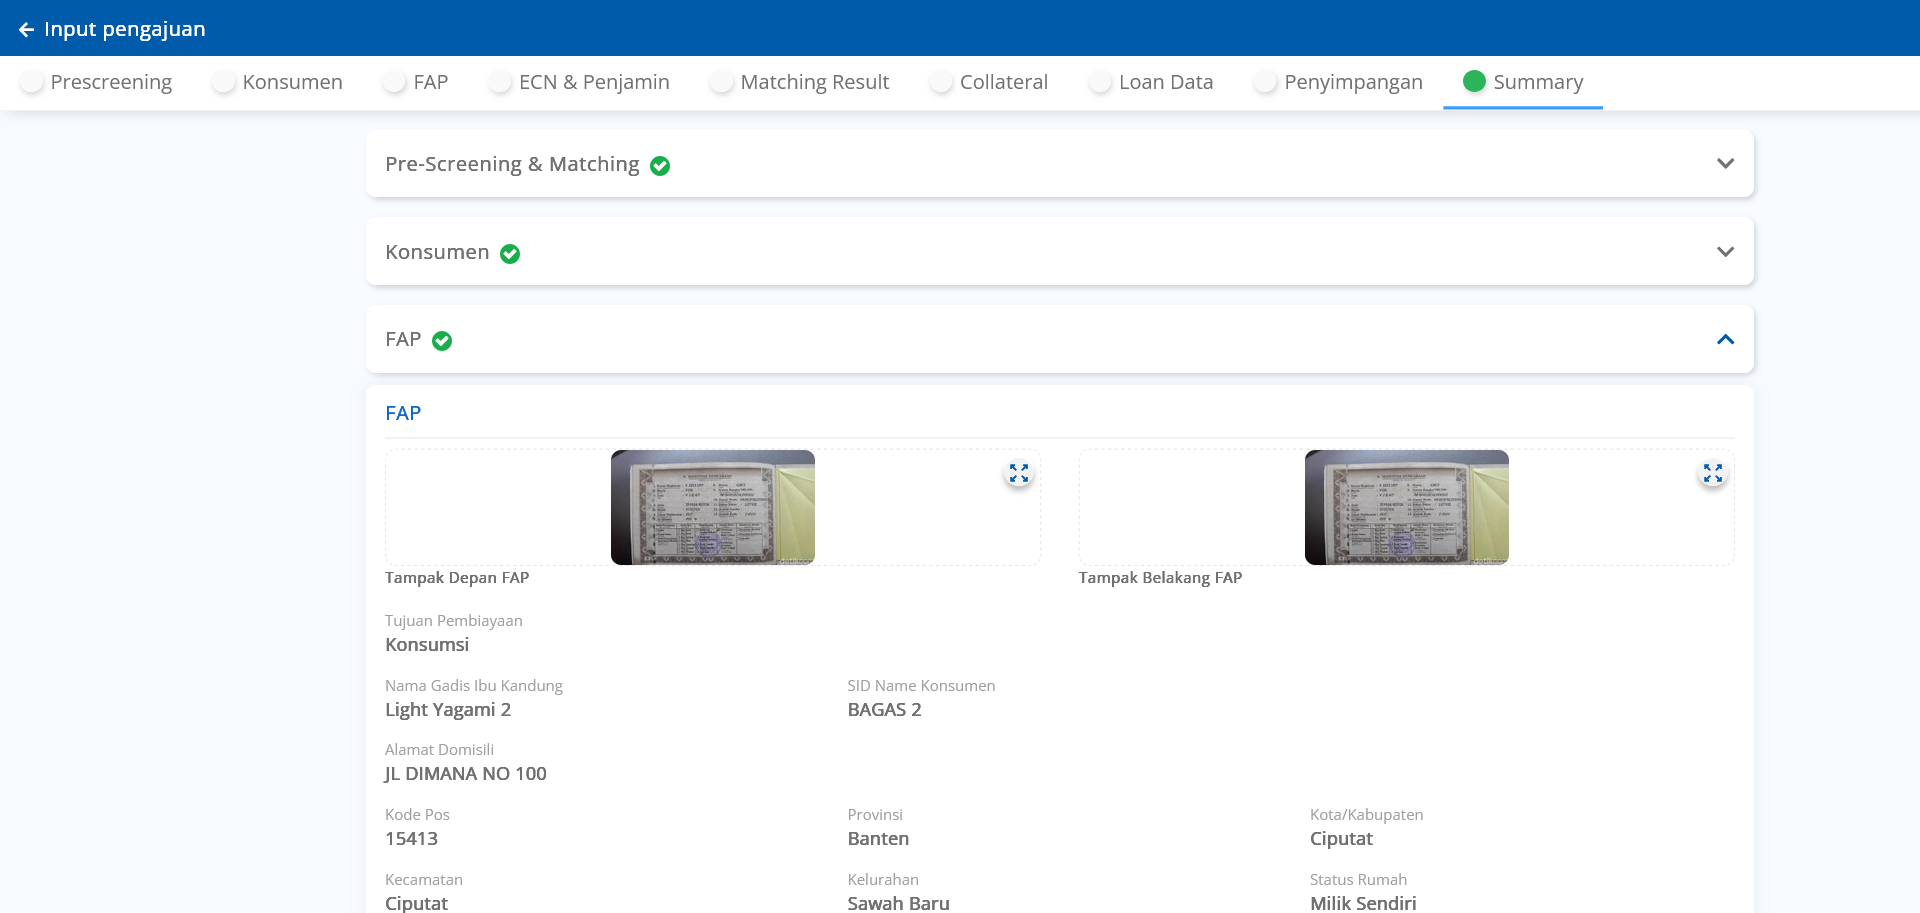 Input pengajuan
Prescreening Konsumen FAP ECN & Penjamin Matching Result Collateral Loan Data Penyimpangan Summary
Pre-Screening & Matching
Konsumen
FAP
FAP
Tampak Depan FAP Tampak Belakang FAP
Tujuan Pembiayaan
Konsumsi
Nama Gadis Ibu Kandung SID Name Konsumen
Light Yagami 2 BAGAS 2
Alamat Domisili
JL DIMANA NO 100
Kode Pos Provinsi Kota/Kabupaten
15413 Banten Ciputat
Kecamatan Kelurahan Status Rumah
Ciputat Sawah Baru Milik Sendiri